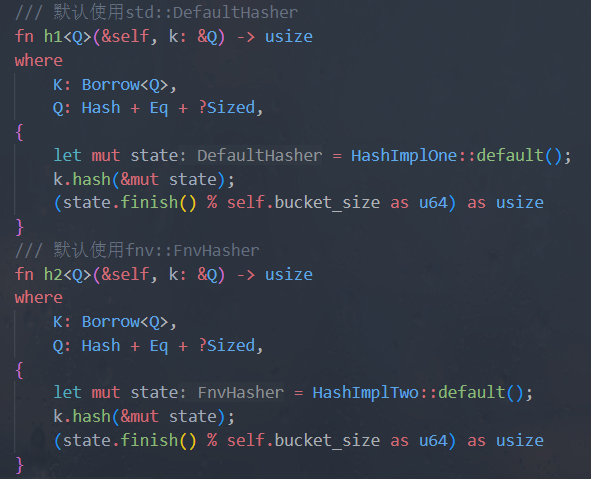 /// 默认使用std::DefaultHasher
fn h1<Q>(&self, k: &Q) -> usize
where
    K: Borrow<Q>,
    Q: Hash + Eq + ?Sized,
{
    let mut state: DefaultHasher = HashImplOne::default();
    k.hash(&mut state);
    (state.finish() % self.bucket_size as u64) as usize
}
/// 默认使用fnv::FnvHasher
fn h2<Q>(&self, k: &Q) -> usize
where
    K: Borrow<Q>,
    Q: Hash + Eq + ?Sized,
{
    let mut state: FnvHasher = HashImplTwo::default();
    k.hash(&mut state);
    (state.finish() % self.bucket_size as u64) as usize
}